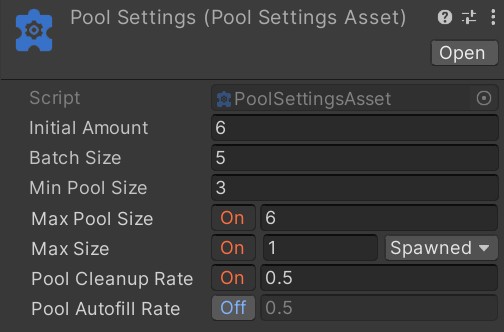 Pool Settings (Pool Settings Asset)
Open
Script PoolSettingsAsset
Initial Amount 6
Batch Size 5
Min Pool Size 3
Max Pool Size On 6
Max Size On 1 Spawned
Pool Cleanup Rate On 0.5
Pool Autofill Rate Off 0.5